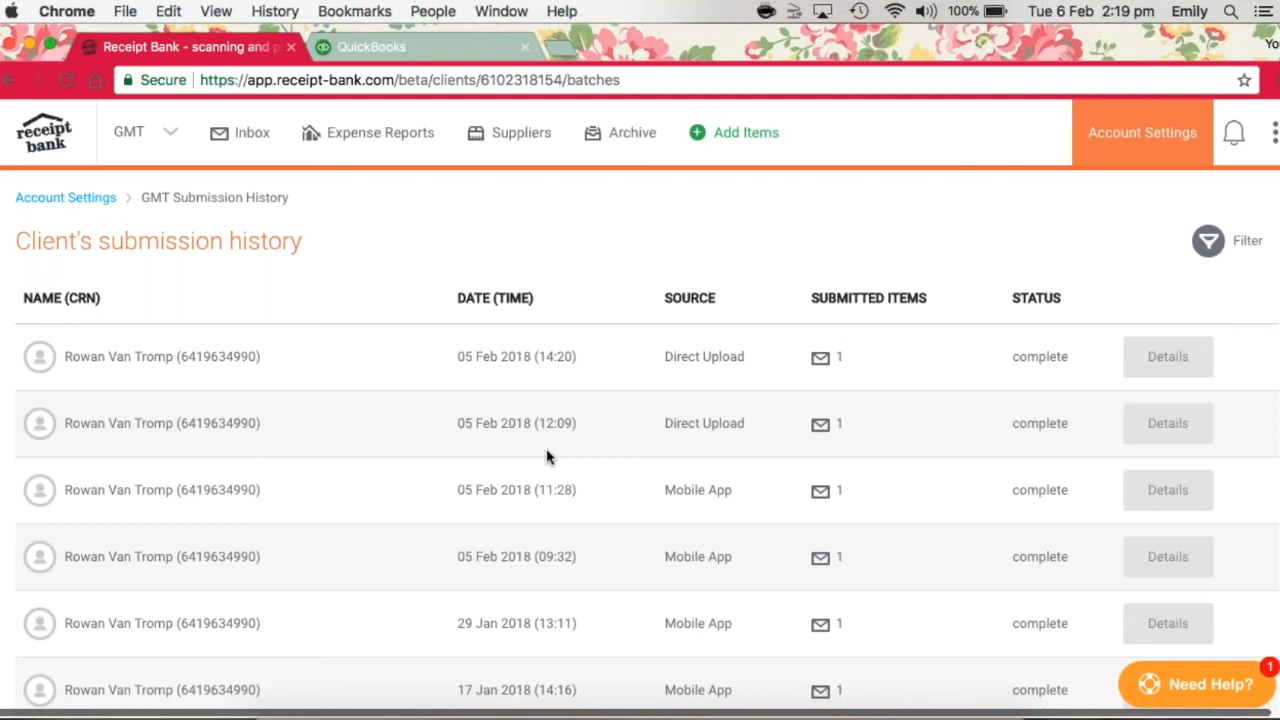 Chrome File Edit View History Bookmarks People Window Help 100% Tue 6 Feb 2:19 pm Emily
Receipt Bank - scanning and p × QuickBooks × Yo
Secure https://app.receipt-bank.com/beta/clients/6102318154/batches
receipt bank GMT Inbox Expense Reports Suppliers Archive Add Items Account Settings
Account Settings > GMT Submission History
Client's submission history Filter
NAME (CRN) DATE (TIME) SOURCE SUBMITTED ITEMS STATUS
Rowan Van Tromp (6419634990) 05 Feb 2018 (14:20) Direct Upload 1 complete Details
Rowan Van Tromp (6419634990) 05 Feb 2018 (12:09) Direct Upload 1 complete Details
Rowan Van Tromp (6419634990) 05 Feb 2018 (11:28) Mobile App 1 complete Details
Rowan Van Tromp (6419634990) 05 Feb 2018 (09:32) Mobile App 1 complete Details
Rowan Van Tromp (6419634990) 29 Jan 2018 (13:11) Mobile App 1 complete Details
Rowan Van Tromp (6419634990) 17 Jan 2018 (14:16) Mobile App 1 complete
Need Help? 1